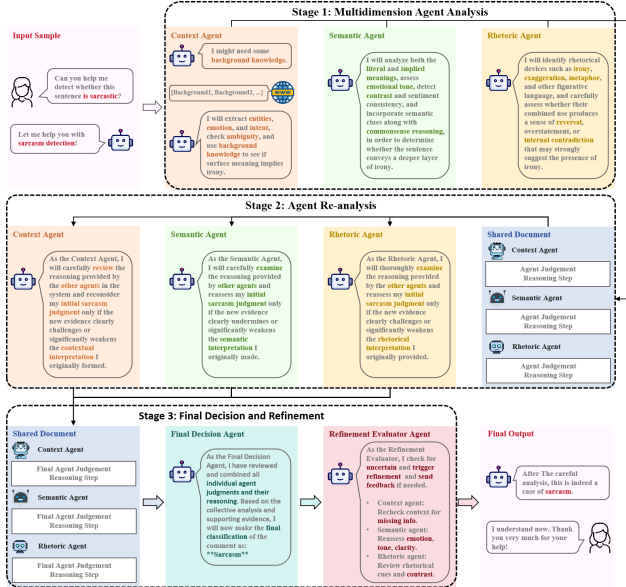 Stage 1: Multidimension Agent Analysis
Input Sample
Can you help me
detect whether this
sentence is sarcastic?
Let me help you with
sarcasm detection!
Context Agent
I might need some
background knowledge.
[Background1, Background2, ..]
WWW
I will extract entities,
emotion, and intent,
check ambiguity, and
use background
knowledge to see if
surface meaning implies
irony.
Semantic Agent
I will analyze both the
literal and implied
meanings, assess
emotional tone, detect
contrast and sentiment
consistency, and
incorporate semantic
clues along with
commonsense reasoning,
in order to determine
whether the sentence
conveys a deeper layer
of irony.
Rhetoric Agent
I will identify rhetorical
devices such as irony,
exaggeration, metaphor,
and other figurative
language, and carefully
assess whether their
combined use produces
a sense of reversal,
overstatement, or
internal contradiction
that may strongly
suggest the presence of
irony.
Stage 2: Agent Re-analysis
Context Agent
As the Context Agent, I
will carefully review the
reasoning provided by
the other agents in the
system and reconsider
my initial sarcasm
judgment only if the
new evidence clearly
challenges or
significantly weakens
the contextual
interpretation I
originally formed.
Semantic Agent
As the Semantic Agent,
I will carefully examine
the reasoning provided
by other agents and
reassess my initial
sarcasm judgment only
if the new evidence
clearly undermines or
significantly weakens
the semantic
interpretation I
originally made.
Rhetoric Agent
As the Rhetoric Agent, I
will thoroughly examine
the reasoning provided
by the other agents and
reassess my initial
sarcasm judgment only
if the new evidence
clearly challenges or
significantly weakens
the rhetorical
interpretation I
originally provided.
Shared Document
Context Agent
Agent Judgement
Reasoning Step
Semantic Agent
Agent Judgement
Reasoning Step
Rhetoric Agent
Agent Judgement
Reasoning Step
Stage 3: Final Decision and Refinement
Shared Document
Context Agent
Final Agent Judgement
Reasoning Step
Semantic Agent
Final Agent Judgement
Reasoning Step
Rhetoric Agent
Final Agent Judgement
Reasoning Step
Final Decision Agent
As the Final Decision
Agent, I have reviewed
and combined all
individual agent
judgments and their
reasoning. Based on the
collective analysis and
supporting evidence, I
will now make the final
classification of the
comment as:
**Sarcasm**
Refinement Evaluator Agent
As the Refinement
Evaluator, I check for
uncertain and trigger
refinement and send
feedback if needed.
• Context agent:
Recheck context for
missing info.
• Semantic agent:
Reassess emotion,
tone, clarity.
• Rhetoric agent:
Review rhetorical
cues and contrast.
Final Output
After The careful
analysis, this is indeed a
case of sarcasm.
I understand now. Thank
you very much for your
help!